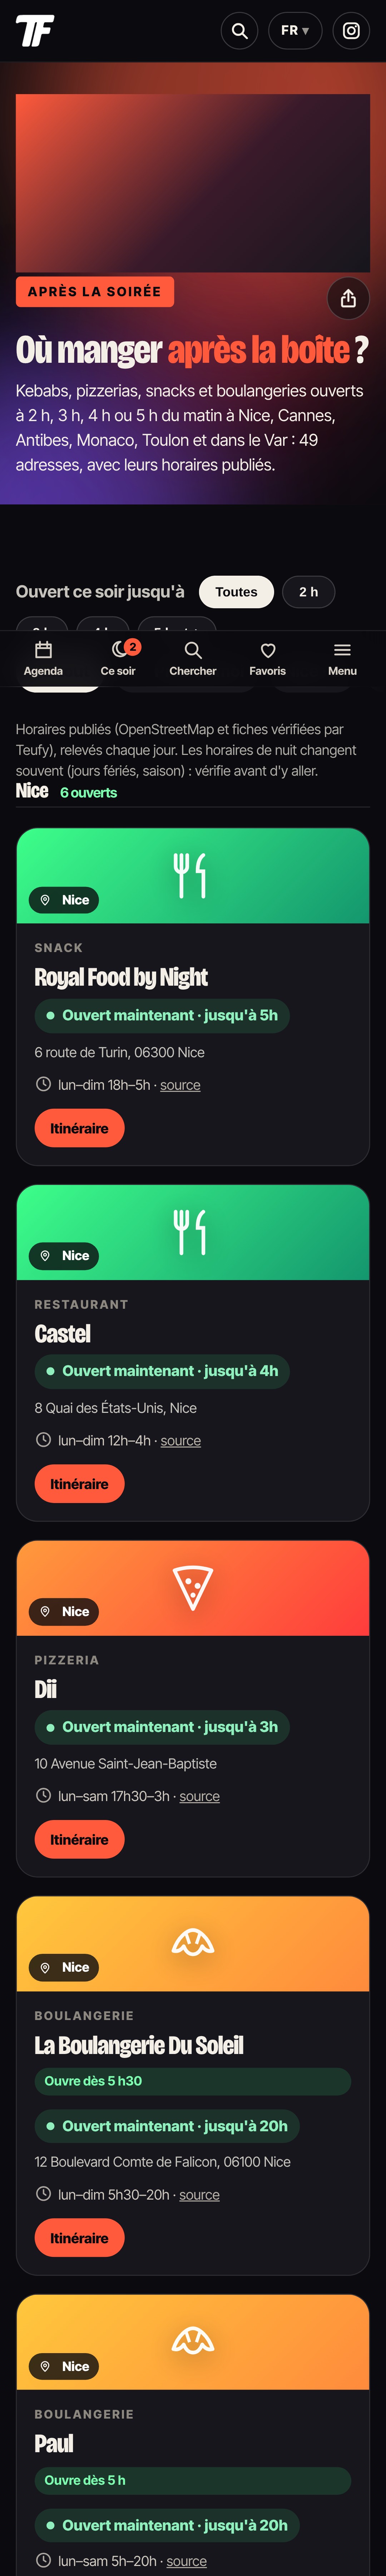 TF
FR ▾
APRÈS LA SOIRÉE
Où manger après la boîte ?
Kebabs, pizzerias, snacks et boulangeries ouverts
à 2 h, 3 h, 4 h ou 5 h du matin à Nice, Cannes,
Antibes, Monaco, Toulon et dans le Var : 49
adresses, avec leurs horaires publiés.
Ouvert ce soir jusqu'à
Toutes
2 h
2
Agenda
Ce soir
Chercher
Favoris
Menu
Horaires publiés (OpenStreetMap et fiches vérifiées par
Teufy), relevés chaque jour. Les horaires de nuit changent
souvent (jours fériés, saison) : vérifie avant d'y aller.
Nice 6 ouverts
Nice
SNACK
Royal Food by Night
Ouvert maintenant · jusqu'à 5h
6 route de Turin, 06300 Nice
lun–dim 18h–5h · source
Itinéraire
Nice
RESTAURANT
Castel
Ouvert maintenant · jusqu'à 4h
8 Quai des États-Unis, Nice
lun–dim 12h–4h · source
Itinéraire
Nice
PIZZERIA
Dii
Ouvert maintenant · jusqu'à 3h
10 Avenue Saint-Jean-Baptiste
lun–sam 17h30–3h · source
Itinéraire
Nice
BOULANGERIE
La Boulangerie Du Soleil
Ouvre dès 5 h30
Ouvert maintenant · jusqu'à 20h
12 Boulevard Comte de Falicon, 06100 Nice
lun–dim 5h30–20h · source
Itinéraire
Nice
BOULANGERIE
Paul
Ouvre dès 5 h
Ouvert maintenant · jusqu'à 20h
lun–sam 5h–20h · source